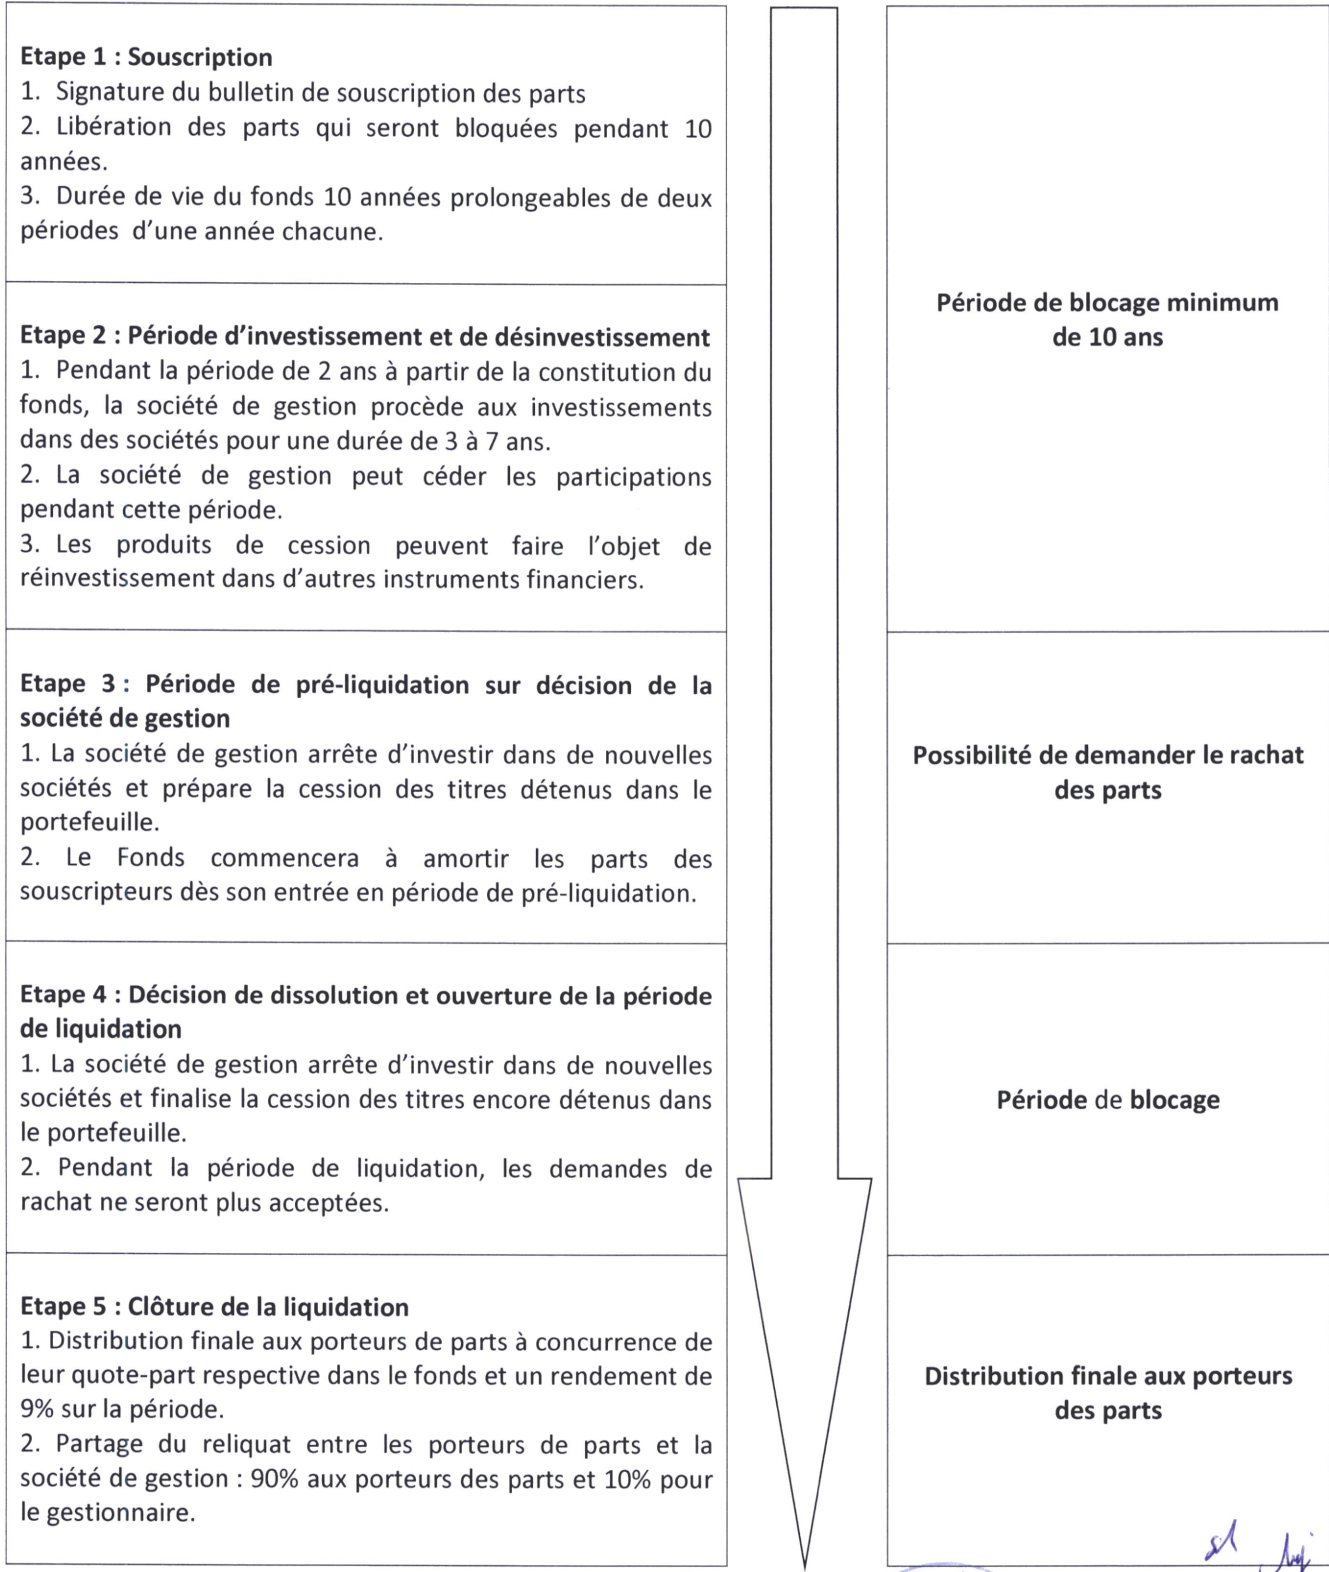 Etape 1 : Souscription
1. Signature du bulletin de souscription des parts
2. Libération des parts qui seront bloquées pendant 10
années.
3. Durée de vie du fonds 10 années prolongeables de deux
périodes d'une année chacune.
Etape 2 : Période d'investissement et de désinvestissement
1. Pendant la période de 2 ans à partir de la constitution du
fonds, la société de gestion procède aux investissements
dans des sociétés pour une durée de 3 à 7 ans.
2. La société de gestion peut céder les participations
pendant cette période.
3. Les produits de cession peuvent faire l'objet de
réinvestissement dans d'autres instruments financiers.
Période de blocage minimum
de 10 ans
Etape 3 : Période de pré-liquidation sur décision de la
société de gestion
1. La société de gestion arrête d'investir dans de nouvelles
sociétés et prépare la cession des titres détenus dans le
portefeuille.
2. Le Fonds commencera à amortir les parts des
souscripteurs dès son entrée en période de pré-liquidation.
Possibilité de demander le rachat
des parts
Etape 4 : Décision de dissolution et ouverture de la période
de liquidation
1. La société de gestion arrête d'investir dans de nouvelles
sociétés et finalise la cession des titres encore détenus dans
le portefeuille.
2. Pendant la période de liquidation, les demandes de
rachat ne seront plus acceptées.
Période de blocage
Etape 5 : Clôture de la liquidation
1. Distribution finale aux porteurs de parts à concurrence de
leur quote-part respective dans le fonds et un rendement de
9% sur la période.
2. Partage du reliquat entre les porteurs de parts et la
société de gestion : 90% aux porteurs des parts et 10% pour
le gestionnaire.
Distribution finale aux porteurs
des parts